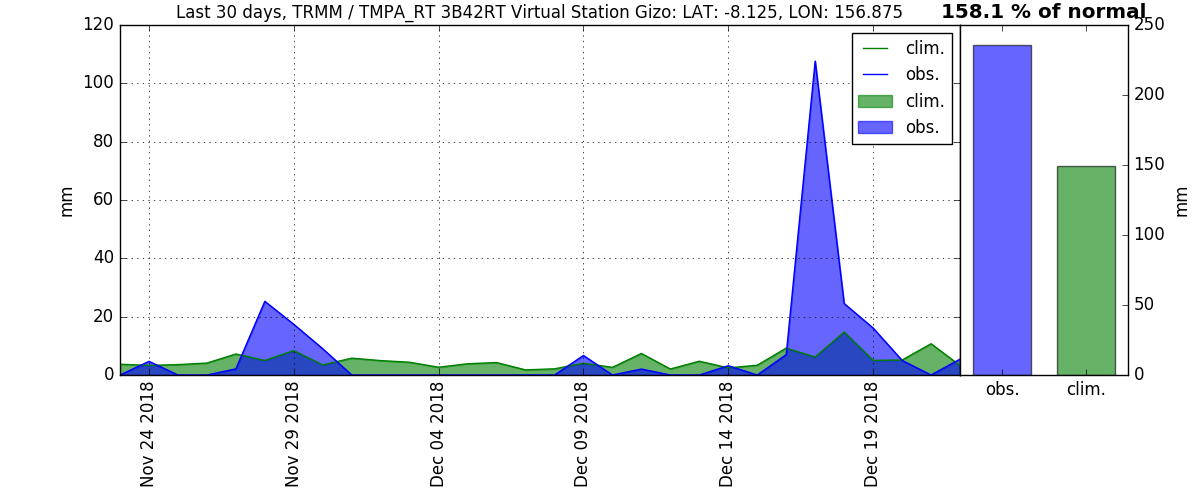 Last 30 days, TRMM / TMPA_RT 3B42RT Virtual Station Gizo: LAT: -8.125, LON: 156.875
158.1 % of normal
120
100
80
60
40
20
0
mm
clim.
obs.
clim.
obs.
Nov 24 2018
Nov 29 2018
Dec 04 2018
Dec 09 2018
Dec 14 2018
Dec 19 2018
250
200
150
100
50
0
mm
obs.
clim.